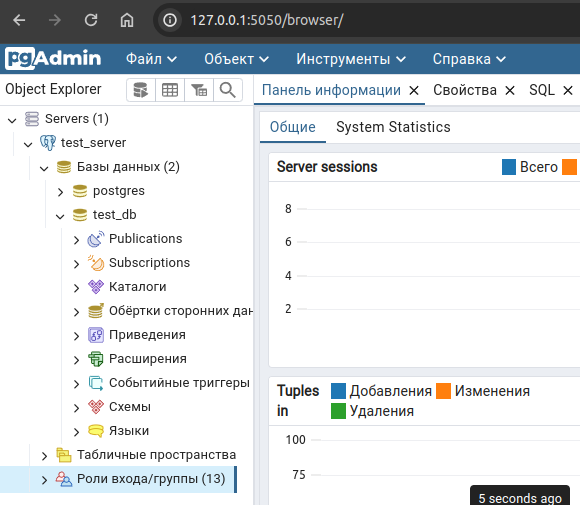 127.0.0.1:5050/browser/
pgAdmin Файл Объект Инструменты Справка
Object Explorer
Панель информации Свойства SQL
Servers (1)
test_server
Базы данных (2)
postgres
test_db
Publications
Subscriptions
Каталоги
Обёртки сторонних дан
Приведения
Расширения
Событийные триггеры
Схемы
Языки
Табличные пространства
Роли входа/группы (13)
Общие System Statistics
Server sessions Всего
8
6
4
2
Tuples in Добавления Изменения
Удаления
100
75
5 seconds ago